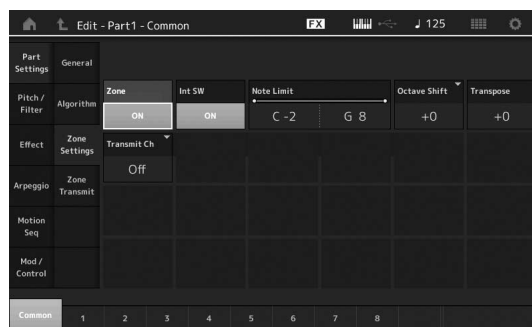 Edit - Part1 - Common FX ♩ 125
Part Settings
General
Pitch / Filter
Algorithm
Effect
Zone Settings
Arpeggio
Zone Transmit
Motion Seq
Mod / Control
Zone
ON
Int SW
ON
Note Limit
C -2 G 8
Octave Shift
+0
Transpose
+0
Transmit Ch
Off
Common 1 2 3 4 5 6 7 8